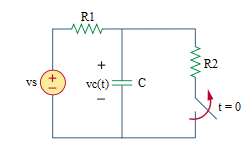 R1
R2
+
vs
+
vc(t)
C
−
−
t = 0